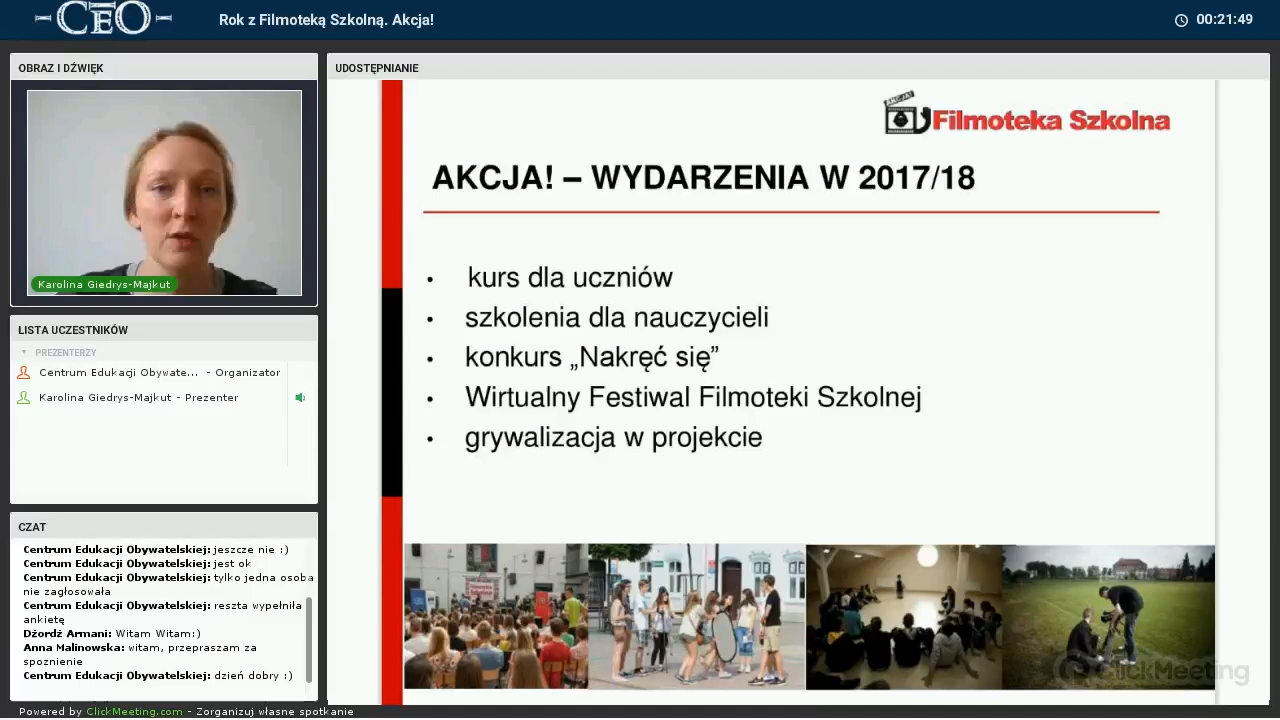 CEO
Rok z Filmoteką Szkolną. Akcja!
00:21:49
OBRAZ I DŹWIĘK
Karolina Giedrys-Majkut
LISTA UCZESTNIKÓW
PREZENTERZY
Centrum Edukacji Obywate... - Organizator
Karolina Giedrys-Majkut - Prezenter
CZAT
Centrum Edukacji Obywatelskiej: jeszcze nie :)
Centrum Edukacji Obywatelskiej: jest ok
Centrum Edukacji Obywatelskiej: tylko jedna osoba
nie zagłosowała
Centrum Edukacji Obywatelskiej: reszta wypełniła
ankietę
Dżordż Armani: Witam Witam:)
Anna Malinowska: witam, przepraszam za
spoznienie
Centrum Edukacji Obywatelskiej: dzień dobry :)
Powered by ClickMeeting.com - Zorganizuj własne spotkanie
UDOSTĘPNIANIE
AKCJA!
Filmoteka Szkolna
AKCJA! – WYDARZENIA W 2017/18
• kurs dla uczniów
• szkolenia dla nauczycieli
• konkurs „Nakręć się”
• Wirtualny Festiwal Filmoteki Szkolnej
• grywalizacja w projekcie
ClickMeeting